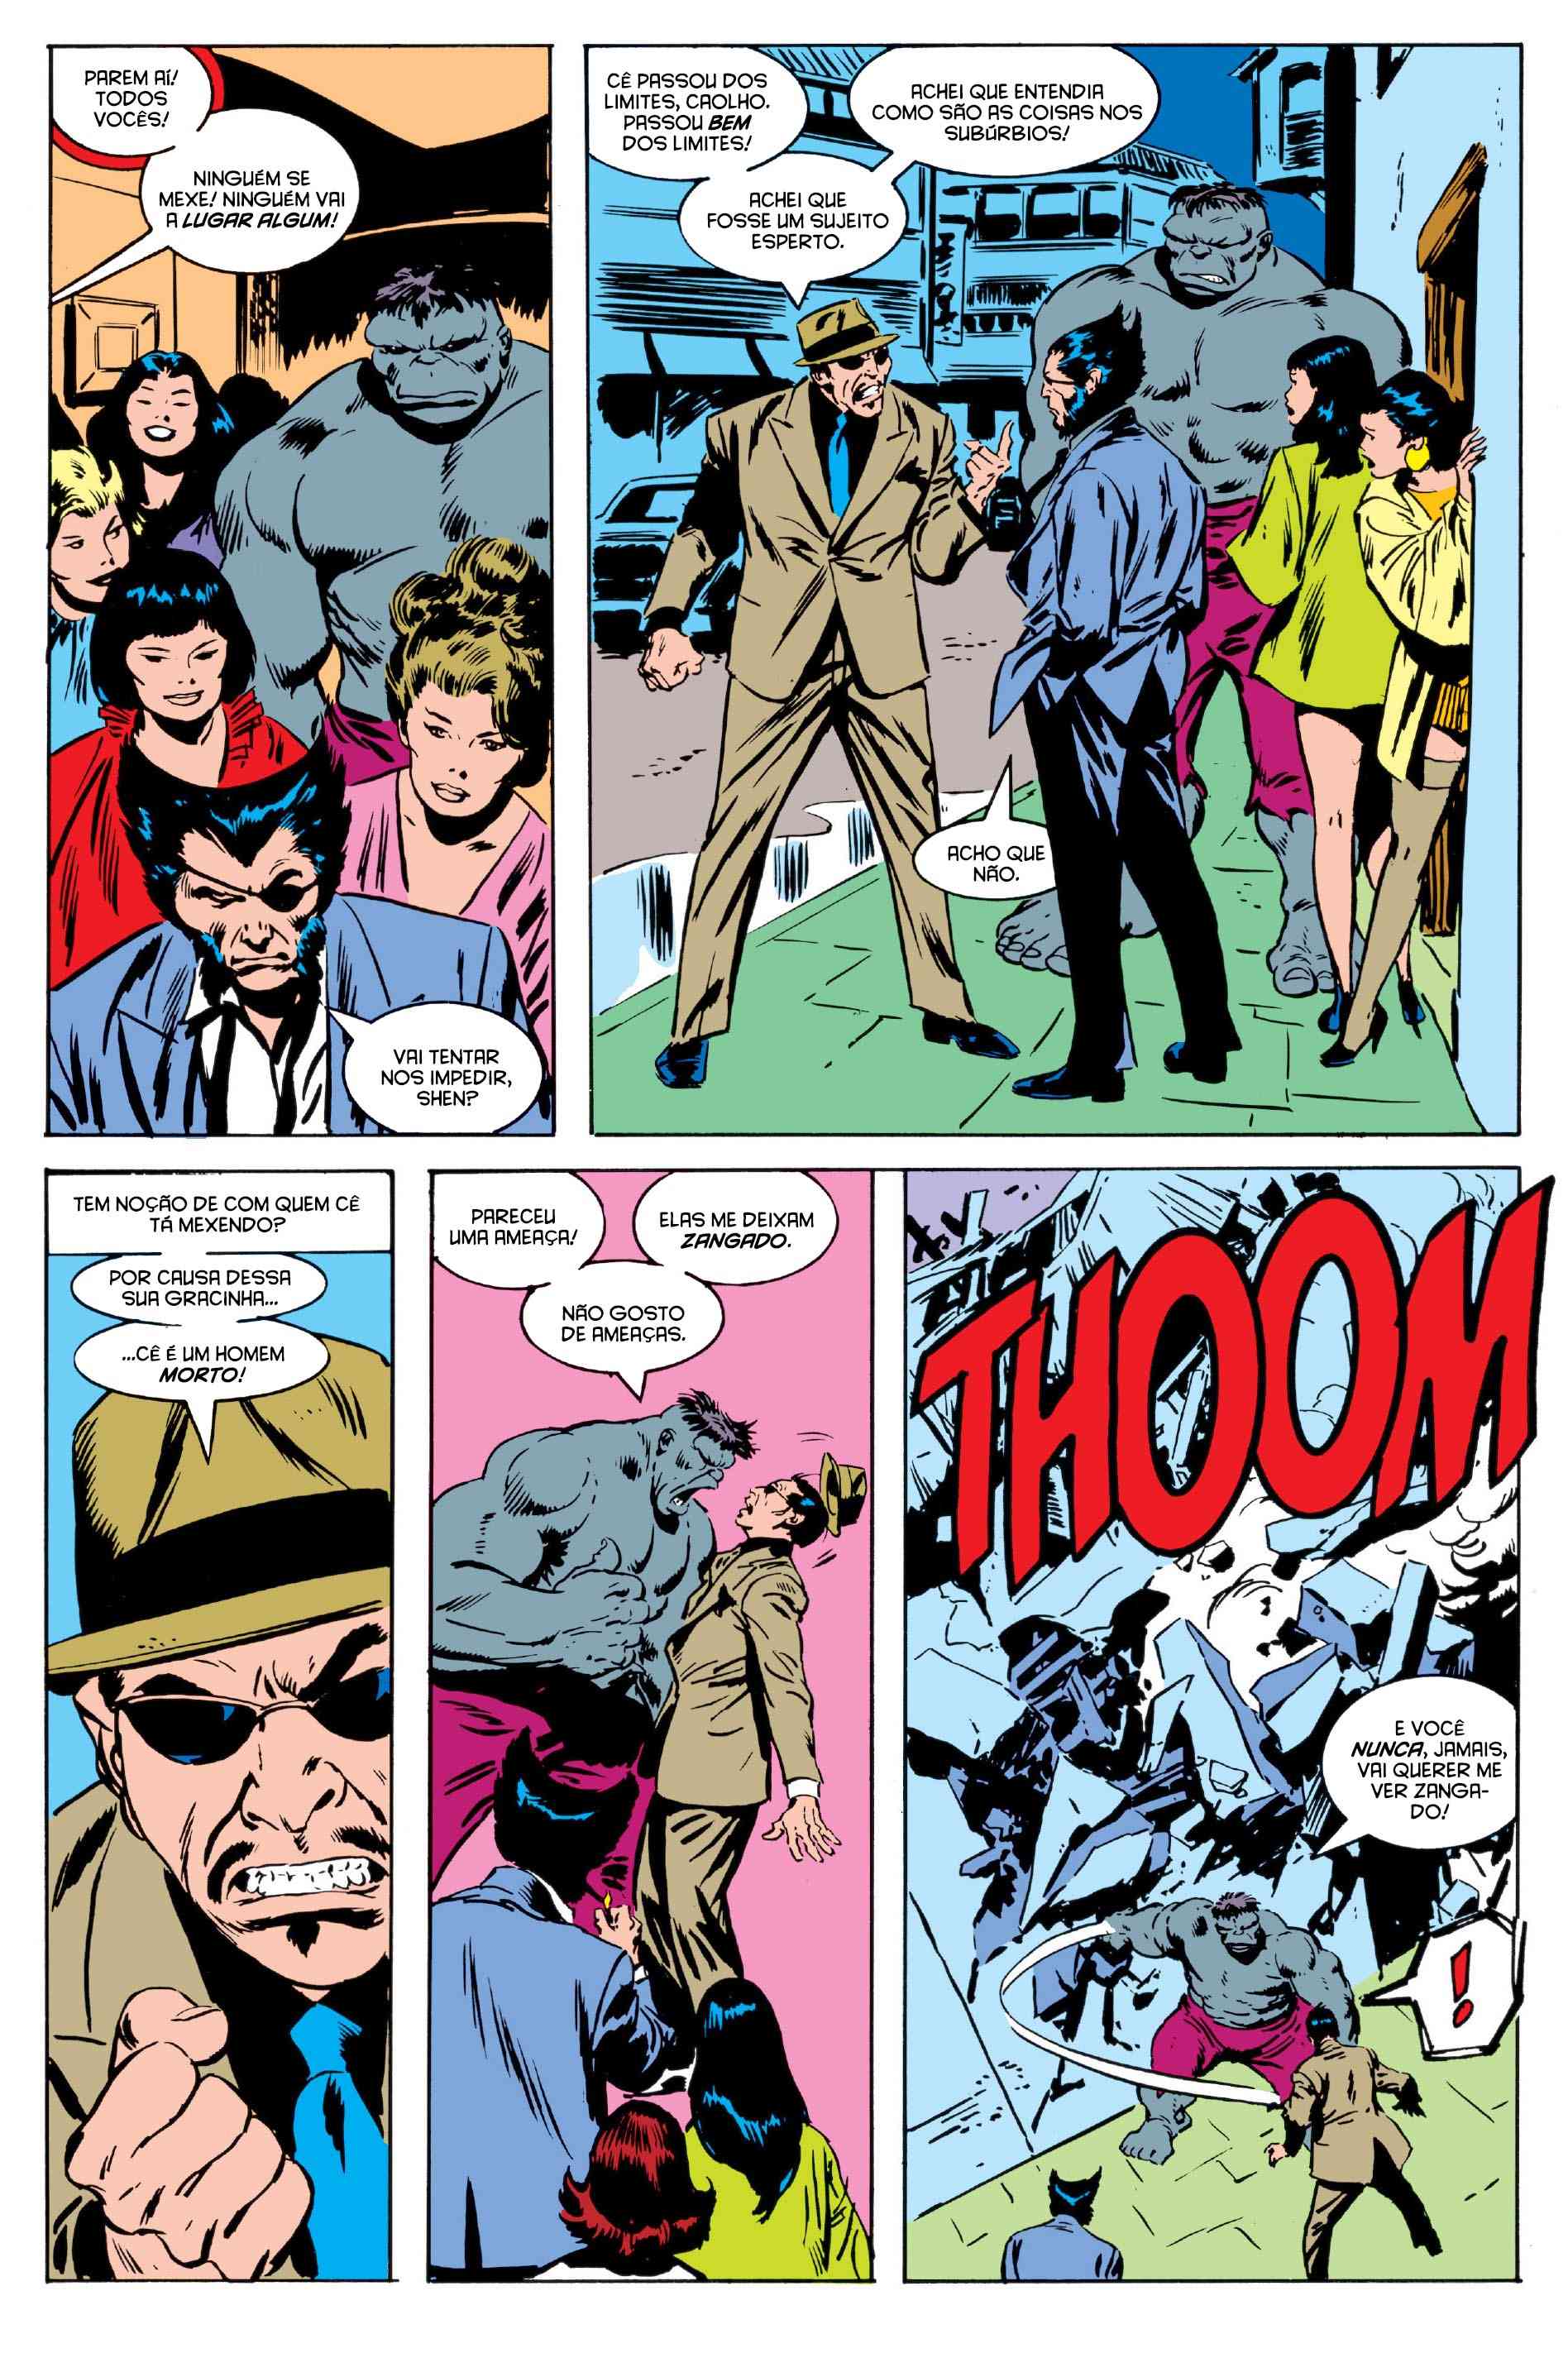 PAREM AÍ!
TODOS
VOCÊS!
NINGUÉM SE
MEXE! NINGUÉM VAI
A LUGAR ALGUM!
VAI TENTAR
NOS IMPEDIR,
SHEN?
CÊ PASSOU DOS
LIMITES, CAOLHO.
PASSOU BEM
DOS LIMITES!
ACHEI QUE ENTENDIA
COMO SÃO AS COISAS NOS
SUBÚRBIOS!
ACHEI QUE
FOSSE UM SUJEITO
ESPERTO.
ACHO QUE
NÃO.
TEM NOÇÃO DE COM QUEM CÊ
TÁ MEXENDO?
POR CAUSA DESSA
SUA GRACINHA...
...CÊ É UM HOMEM
MORTO!
PARECEU
UMA AMEAÇA!
NÃO GOSTO
DE AMEAÇAS.
ELAS ME DEIXAM
ZANGADO.
THOOM
E VOCÊ
NUNCA, JAMAIS,
VAI QUERER ME
VER ZANGA-
DO!
!